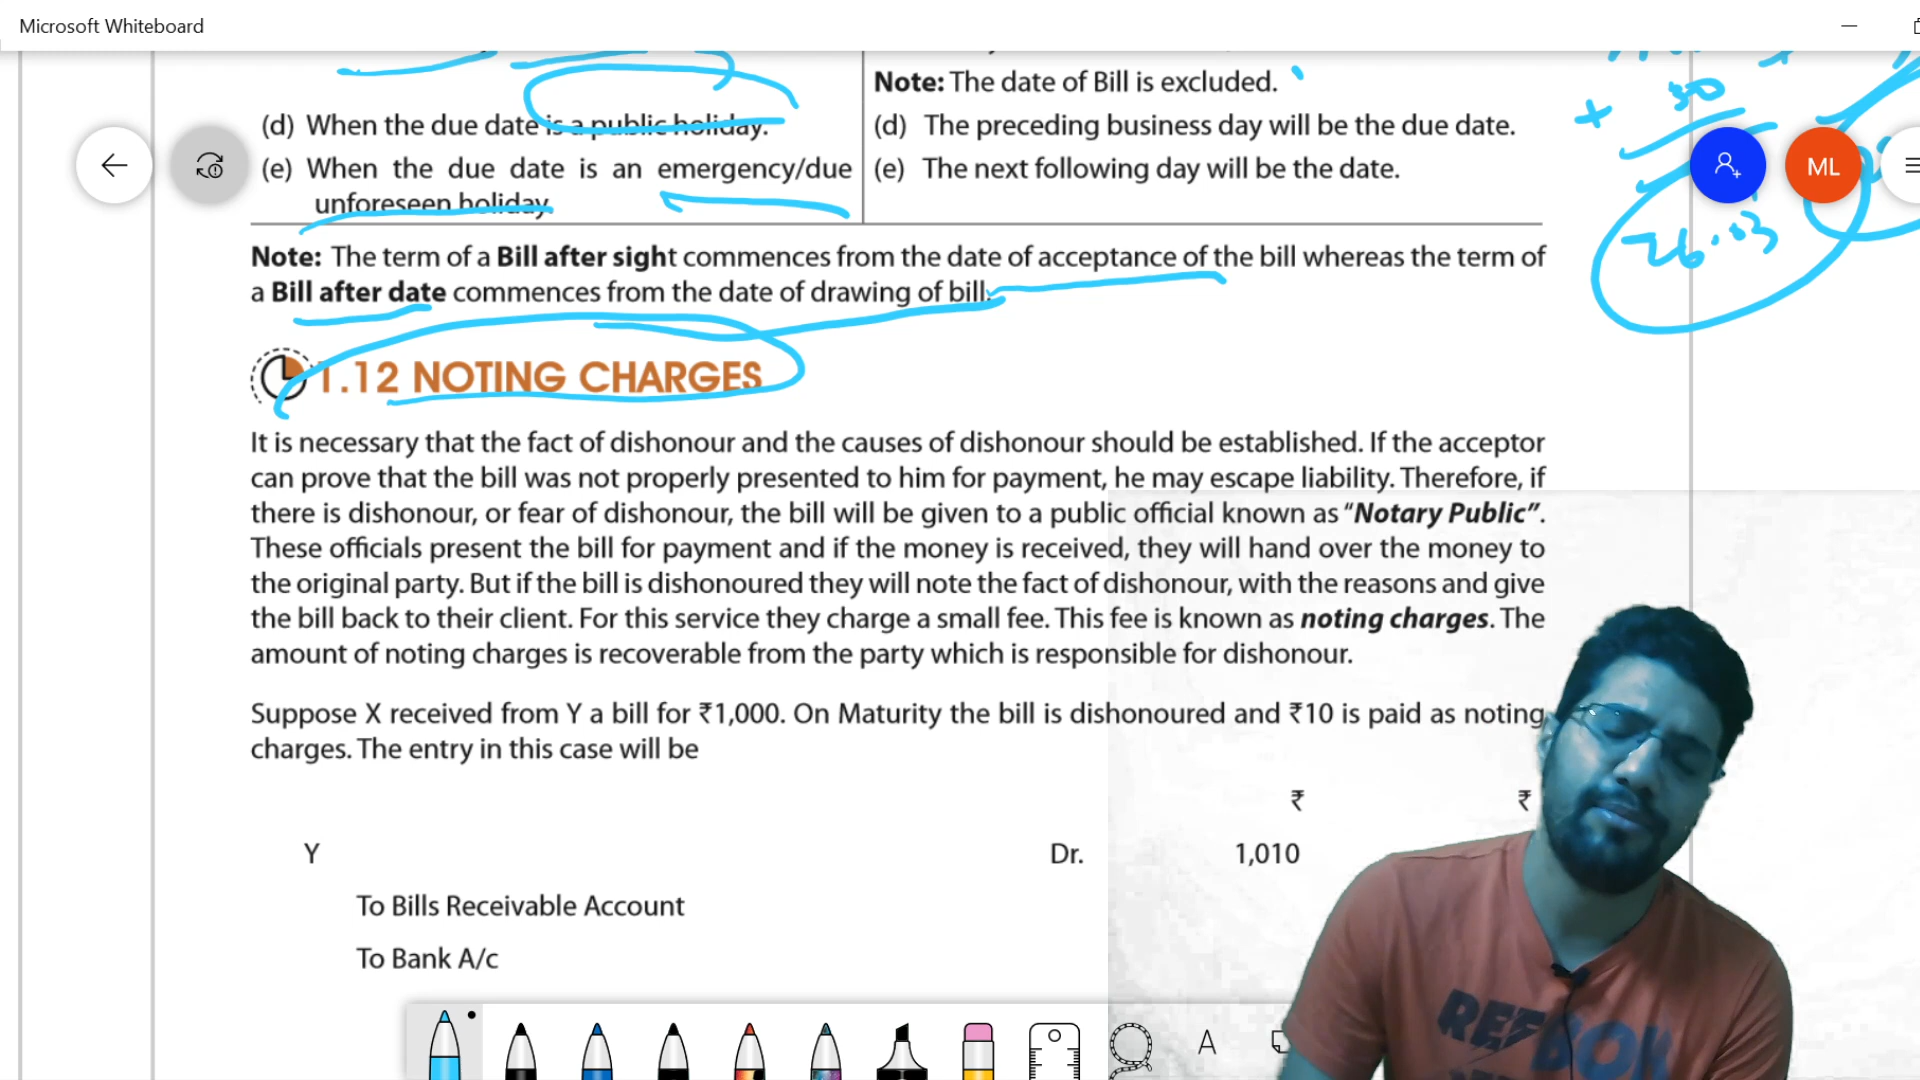 Microsoft Whiteboard
Note: The date of Bill is excluded.
(d) When the due date is a public holiday.
(d) The preceding business day will be the due date.
(e) When the due date is an emergency/due
unforeseen holiday.
(e) The next following day will be the date.
30
+
26.03
ML
Note: The term of a Bill after sight commences from the date of acceptance of the bill whereas the term of
a Bill after date commences from the date of drawing of bill.
1.12 NOTING CHARGES
It is necessary that the fact of dishonour and the causes of dishonour should be established. If the acceptor
can prove that the bill was not properly presented to him for payment, he may escape liability. Therefore, if
there is dishonour, or fear of dishonour, the bill will be given to a public official known as “Notary Public”.
These officials present the bill for payment and if the money is received, they will hand over the money to
the original party. But if the bill is dishonoured they will note the fact of dishonour, with the reasons and give
the bill back to their client. For this service they charge a small fee. This fee is known as noting charges. The
amount of noting charges is recoverable from the party which is responsible for dishonour.
Suppose X received from Y a bill for ₹1,000. On Maturity the bill is dishonoured and ₹10 is paid as noting
charges. The entry in this case will be
₹ ₹
Y Dr. 1,010
To Bills Receivable Account
To Bank A/c
A